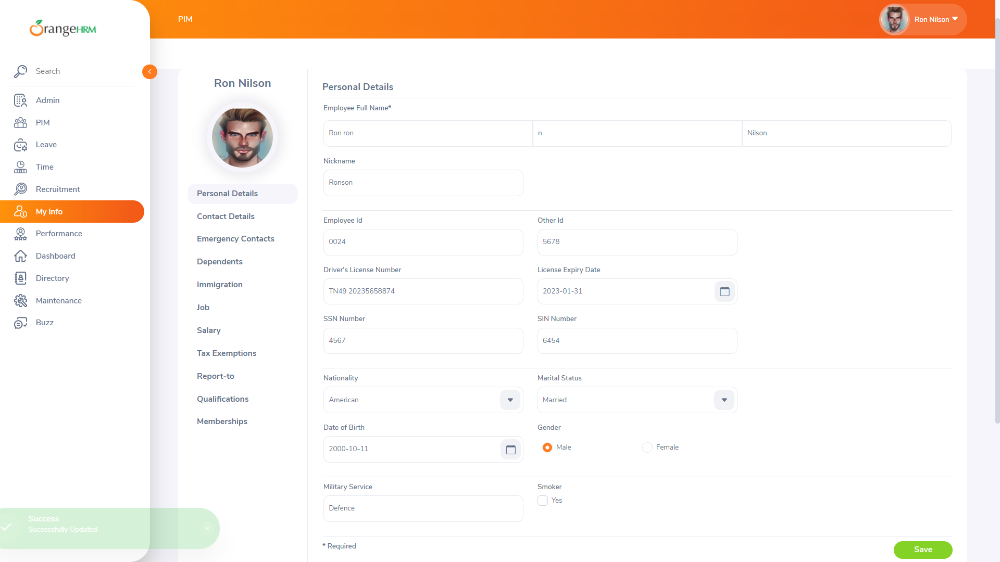 OrangeHRM
PIM
Ron Nilson
Search
Admin
PIM
Leave
Time
Recruitment
My Info
Performance
Dashboard
Directory
Maintenance
Buzz
Ron Nilson
Personal Details
Contact Details
Emergency Contacts
Dependents
Immigration
Job
Salary
Tax Exemptions
Report-to
Qualifications
Memberships
Personal Details
Employee Full Name*
Ron ron
n
Nilson
Nickname
Ronson
Employee Id
Other Id
0024
5678
Driver's License Number
License Expiry Date
TN49 20235658874
2023-01-31
SSN Number
SIN Number
4567
6454
Nationality
Marital Status
American
Married
Date of Birth
Gender
2000-10-11
Male
Female
Military Service
Smoker
Defence
Yes
* Required
Save
Success
Successfully Updated